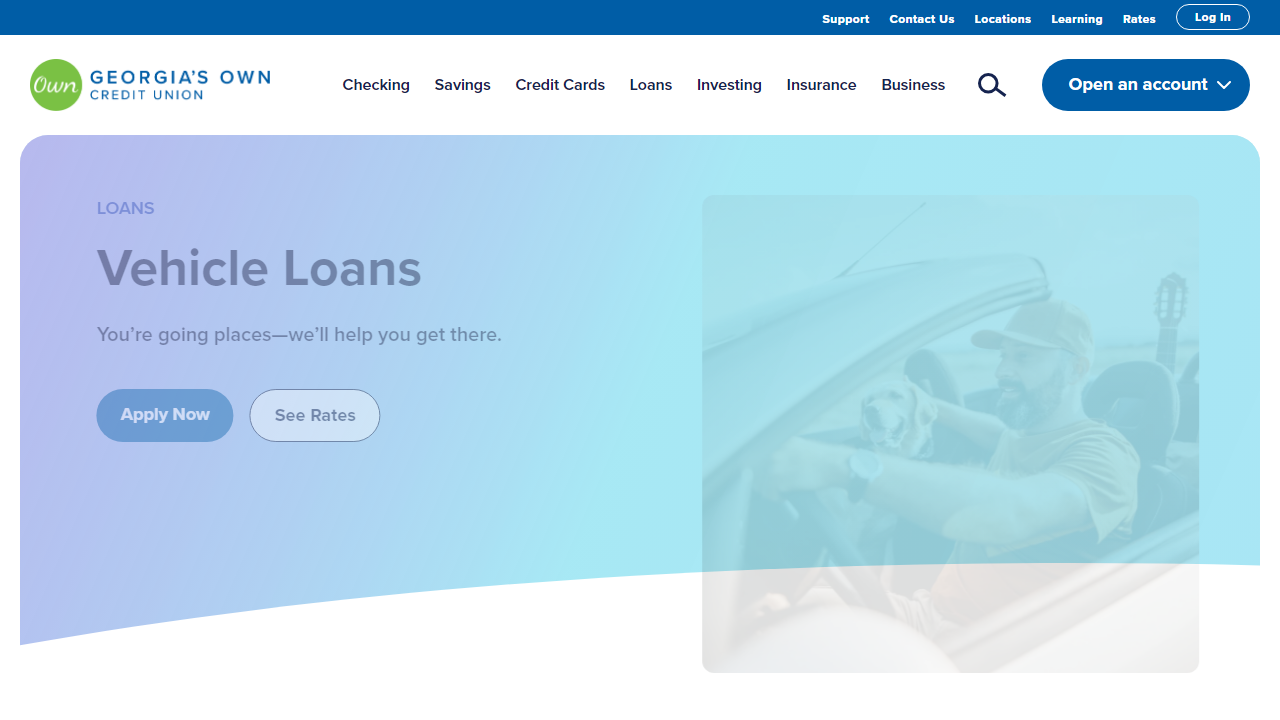 Support Contact Us Locations Learning Rates Log In
Own GEORGIA'S OWN
CREDIT UNION
Checking Savings Credit Cards Loans Investing Insurance Business Open an account
LOANS
Vehicle Loans
You’re going places—we’ll help you get there.
Apply Now See Rates